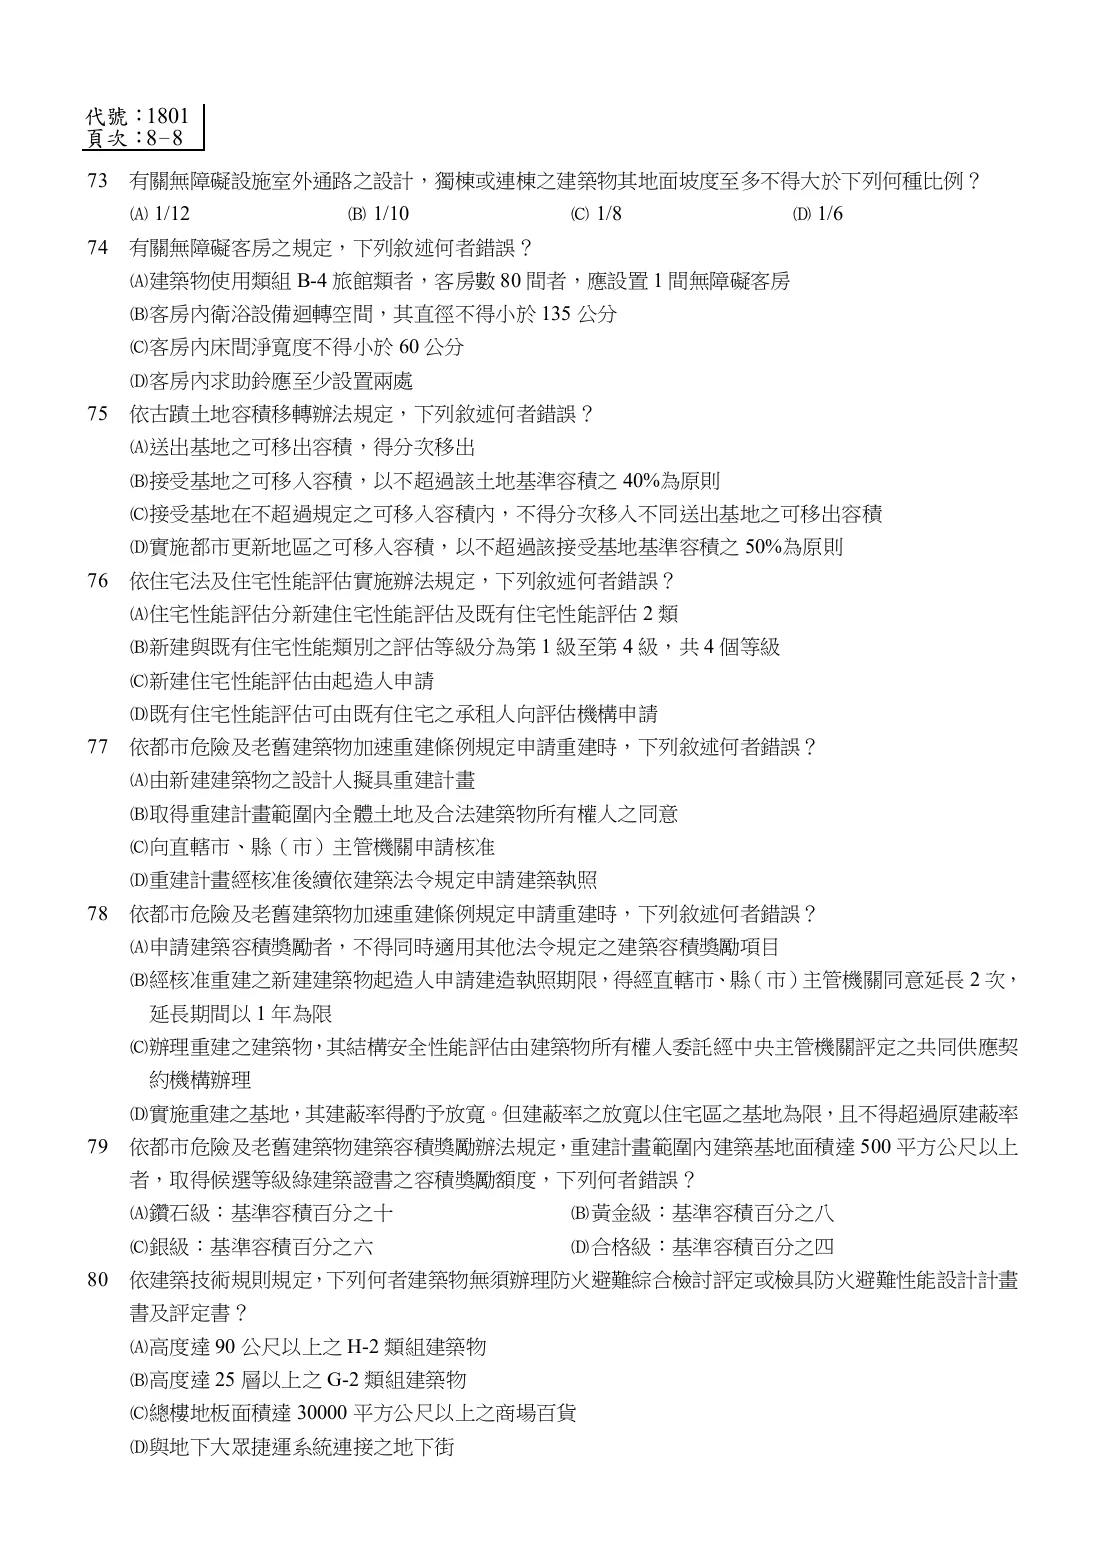 代號：1801
頁次：8－8
73 有關無障礙設施室外通路之設計，獨棟或連棟之建築物其地面坡度至多不得大於下列何種比例？
(A) 1/12 (B) 1/10 (C) 1/8 (D) 1/6
74 有關無障礙客房之規定，下列敘述何者錯誤？
(A)建築物使用類組 B-4 旅館類者，客房數 80 間者，應設置 1 間無障礙客房
(B)客房內衛浴設備迴轉空間，其直徑不得小於 135 公分
(C)客房內床間淨寬度不得小於 60 公分
(D)客房內求助鈴應至少設置兩處
75 依古蹟土地容積移轉辦法規定，下列敘述何者錯誤？
(A)送出基地之可移出容積，得分次移出
(B)接受基地之可移入容積，以不超過該土地基準容積之 40%為原則
(C)接受基地在不超過規定之可移入容積內，不得分次移入不同送出基地之可移出容積
(D)實施都市更新地區之可移入容積，以不超過該接受基地基準容積之 50%為原則
76 依住宅法及住宅性能評估實施辦法規定，下列敘述何者錯誤？
(A)住宅性能評估分新建住宅性能評估及既有住宅性能評估 2 類
(B)新建與既有住宅性能類別之評估等級分為第 1 級至第 4 級，共 4 個等級
(C)新建住宅性能評估由起造人申請
(D)既有住宅性能評估可由既有住宅之承租人向評估機構申請
77 依都市危險及老舊建築物加速重建條例規定申請重建時，下列敘述何者錯誤？
(A)由新建建築物之設計人擬具重建計畫
(B)取得重建計畫範圍內全體土地及合法建築物所有權人之同意
(C)向直轄市、縣（市）主管機關申請核准
(D)重建計畫經核准後續依建築法令規定申請建築執照
78 依都市危險及老舊建築物加速重建條例規定申請重建時，下列敘述何者錯誤？
(A)申請建築容積獎勵者，不得同時適用其他法令規定之建築容積獎勵項目
(B)經核准重建之新建建築物起造人申請建造執照期限，得經直轄市、縣（市）主管機關同意延長 2 次，
延長期間以 1 年為限
(C)辦理重建之建築物，其結構安全性能評估由建築物所有權人委託經中央主管機關評定之共同供應契
約機構辦理
(D)實施重建之基地，其建蔽率得酌予放寬。但建蔽率之放寬以住宅區之基地為限，且不得超過原建蔽率
79 依都市危險及老舊建築物建築容積獎勵辦法規定，重建計畫範圍內建築基地面積達 500 平方公尺以上
者，取得候選等級綠建築證書之容積獎勵額度，下列何者錯誤？
(A)鑽石級：基準容積百分之十 (B)黃金級：基準容積百分之八
(C)銀級：基準容積百分之六 (D)合格級：基準容積百分之四
80 依建築技術規則規定，下列何者建築物無須辦理防火避難綜合檢討評定或檢具防火避難性能設計計畫
書及評定書？
(A)高度達 90 公尺以上之 H-2 類組建築物
(B)高度達 25 層以上之 G-2 類組建築物
(C)總樓地板面積達 30000 平方公尺以上之商場百貨
(D)與地下大眾捷運系統連接之地下街